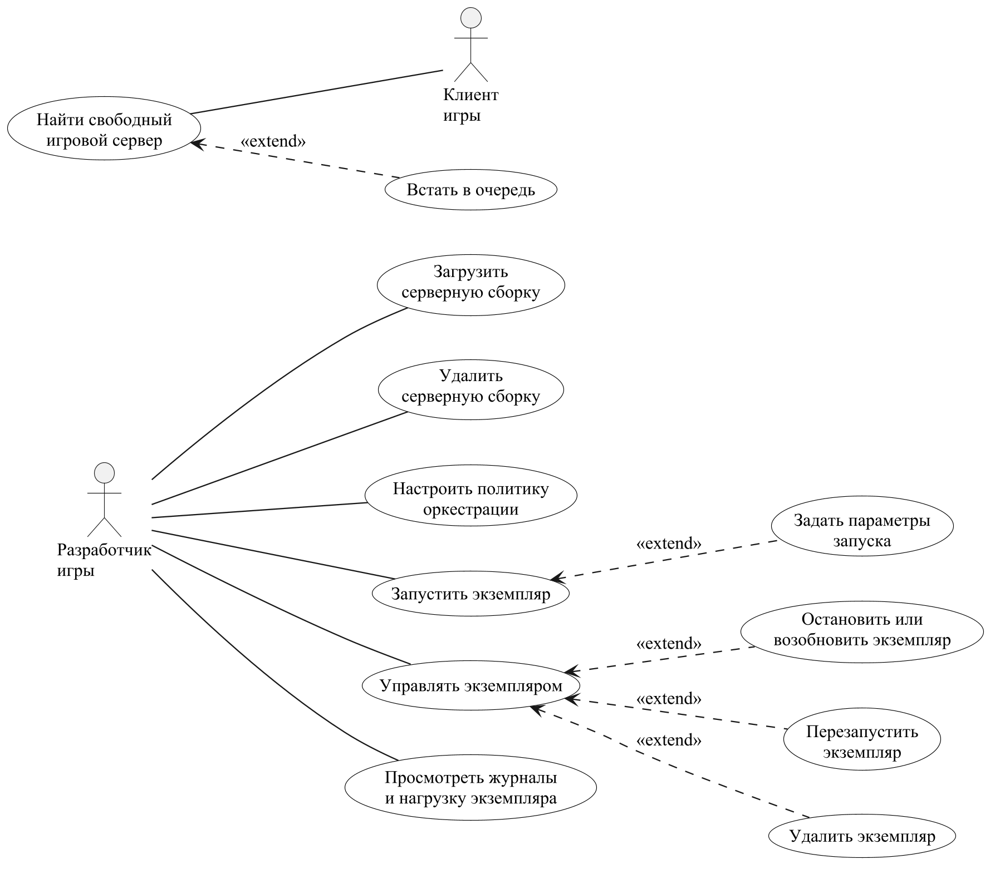 Клиент
игры
Найти свободный
игровой сервер
«extend»
Встать в очередь
Загрузить
серверную сборку
Удалить
серверную сборку
Настроить политику
оркестрации
Разработчик
игры
«extend»
Задать параметры
запуска
Запустить экземпляр
Остановить или
возобновить экземпляр
«extend»
Управлять экземпляром
«extend»
Перезапустить
экземпляр
«extend»
Просмотреть журналы
и нагрузку экземпляра
Удалить экземпляр